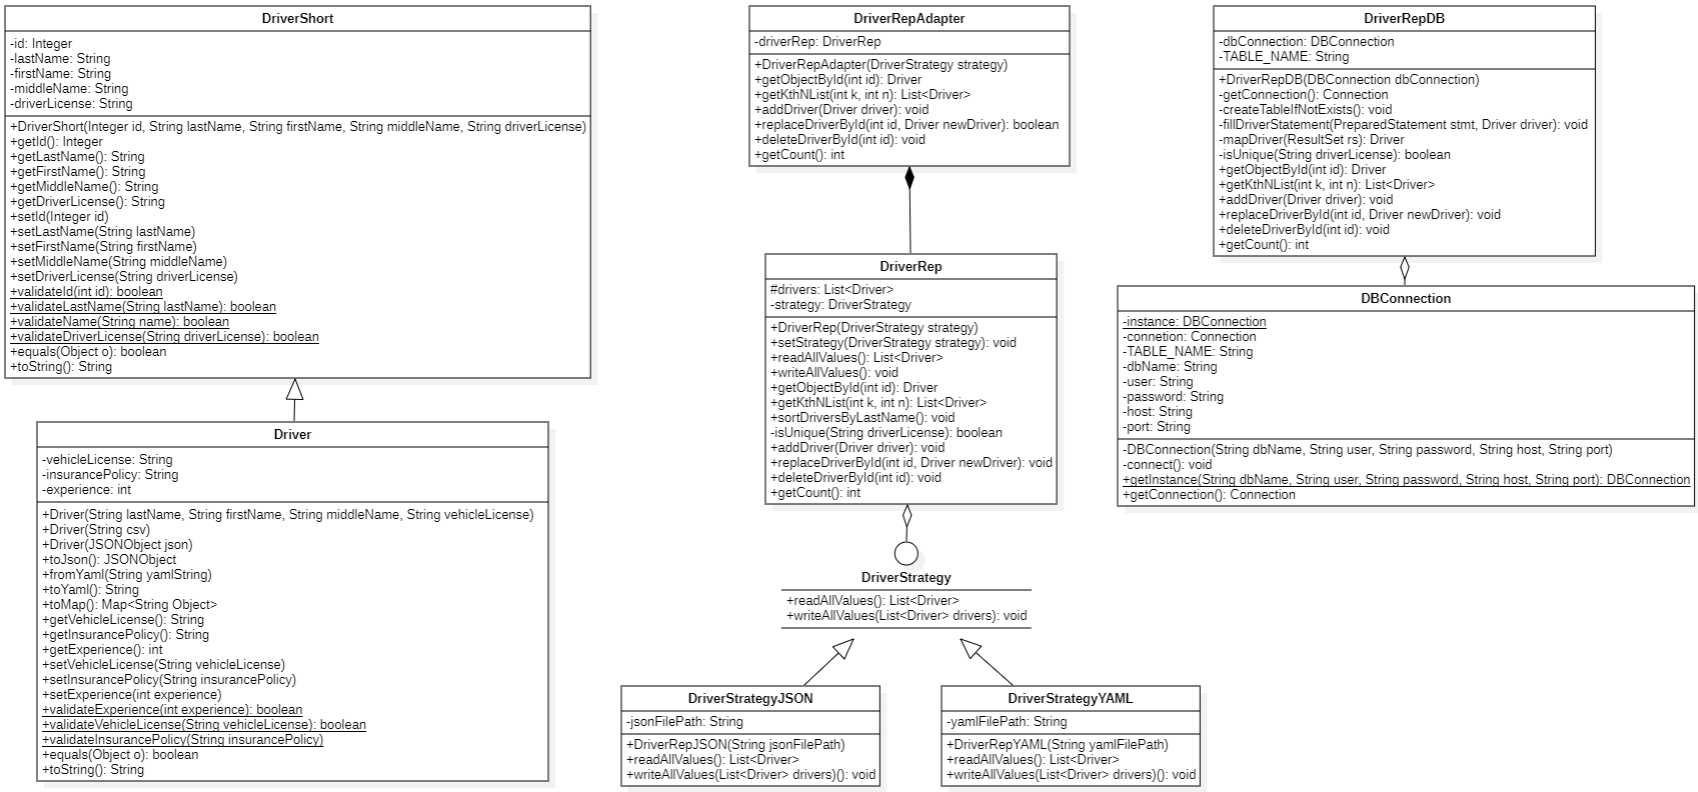 DriverShort
-id: Integer
-lastName: String
-firstName: String
-middleName: String
-driverLicense: String
+DriverShort(Integer id, String lastName, String firstName, String middleName, String driverLicense)
+getId(): Integer
+getLastName(): String
+getFirstName(): String
+getMiddleName(): String
+getDriverLicense(): String
+setId(Integer id)
+setLastName(String lastName)
+setFirstName(String firstName)
+setMiddleName(String middleName)
+setDriverLicense(String driverLicense)
+validateId(int id): boolean
+validateLastName(String lastName): boolean
+validateName(String name): boolean
+validateDriverLicense(String driverLicense): boolean
+equals(Object o): boolean
+toString(): String
Driver
-vehicleLicense: String
-insurancePolicy: String
-experience: int
+Driver(String lastName, String firstName, String middleName, String vehicleLicense)
+Driver(String csv)
+Driver(JSONObject json)
+toJson(): JSONObject
+fromYaml(String yamlString)
+toYaml(): String
+toMap(): Map<String Object>
+getVehicleLicense(): String
+getInsurancePolicy(): String
+getExperience(): int
+setVehicleLicense(String vehicleLicense)
+setInsurancePolicy(String insurancePolicy)
+setExperience(int experience)
+validateExperience(int experience): boolean
+validateVehicleLicense(String vehicleLicense): boolean
+validateInsurancePolicy(String insurancePolicy)
+equals(Object o): boolean
+toString(): String
DriverRepAdapter
-driverRep: DriverRep
+DriverRepAdapter(DriverStrategy strategy)
+getObjectById(int id): Driver
+getKthNList(int k, int n): List<Driver>
+addDriver(Driver driver): void
+replaceDriverById(int id, Driver newDriver): boolean
+deleteDriverById(int id): void
+getCount(): int
DriverRep
#drivers: List<Driver>
-strategy: DriverStrategy
+DriverRep(DriverStrategy strategy)
+setStrategy(DriverStrategy strategy): void
+readAllValues(): List<Driver>
+writeAllValues(): void
+getObjectById(int id): Driver
+getKthNList(int k, int n): List<Driver>
+sortDriversByLastName(): void
-isUnique(String driverLicense): boolean
+addDriver(Driver driver): void
+replaceDriverById(int id, Driver newDriver): void
+deleteDriverById(int id): void
+getCount(): int
DriverStrategy
+readAllValues(): List<Driver>
+writeAllValues(List<Driver> drivers): void
DriverStrategyJSON
-jsonFilePath: String
+DriverRepJSON(String jsonFilePath)
+readAllValues(): List<Driver>
+writeAllValues(List<Driver> drivers)(): void
DriverStrategyYAML
-yamlFilePath: String
+DriverRepYAML(String yamlFilePath)
+readAllValues(): List<Driver>
+writeAllValues(List<Driver> drivers)(): void
DriverRepDB
-dbConnection: DBConnection
-TABLE_NAME: String
+DriverRepDB(DBConnection dbConnection)
-getConnection(): Connection
-createTableIfNotExists(): void
-fillDriverStatement(PreparedStatement stmt, Driver driver): void
-mapDriver(ResultSet rs): Driver
-isUnique(String driverLicense): boolean
+getObjectById(int id): Driver
+getKthNList(int k, int n): List<Driver>
+addDriver(Driver driver): void
+replaceDriverById(int id, Driver newDriver): void
+deleteDriverById(int id): void
+getCount(): int
DBConnection
-instance: DBConnection
-connetion: Connection
-TABLE_NAME: String
-dbName: String
-user: String
-password: String
-host: String
-port: String
-DBConnection(String dbName, String user, String password, String host, String port)
-connect(): void
+getInstance(String dbName, String user, String password, String host, String port): DBConnection
+getConnection(): Connection